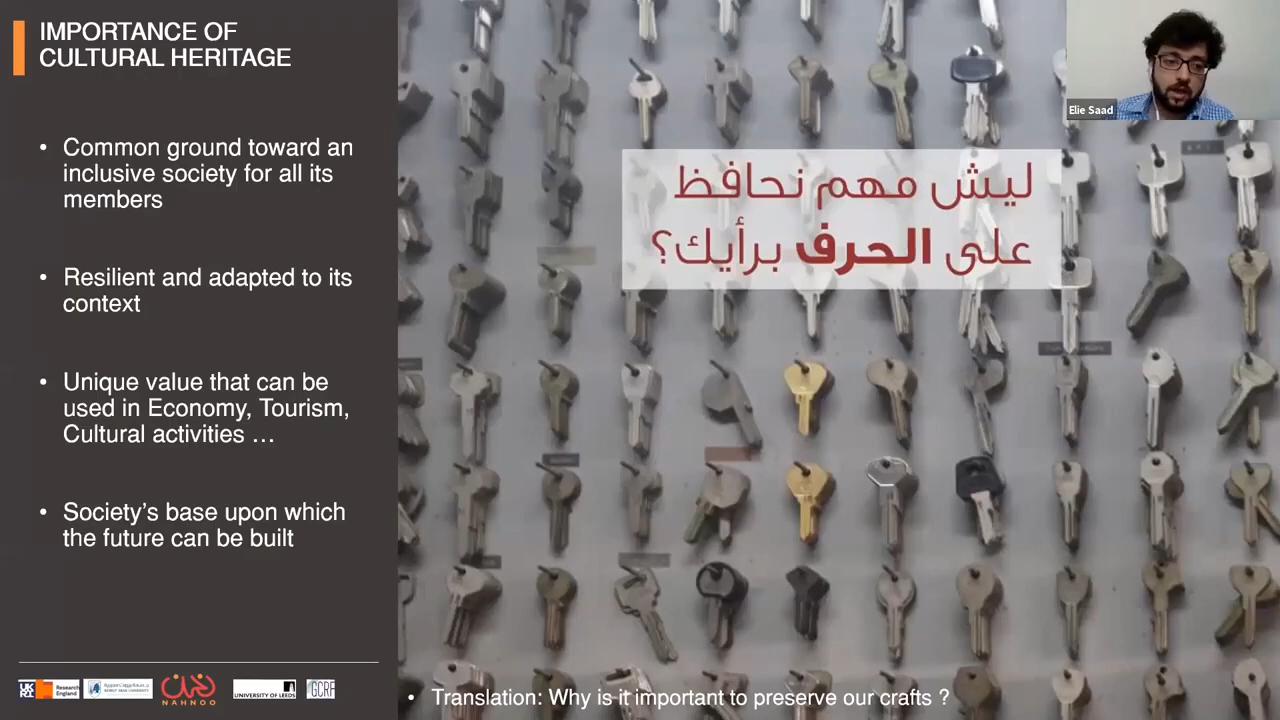 IMPORTANCE OF
CULTURAL HERITAGE
• Common ground toward an
inclusive society for all its
members
• Resilient and adapted to its
context
• Unique value that can be
used in Economy, Tourism,
Cultural activities …
• Society’s base upon which
the future can be built
Research
England
NAHNOO
UNIVERSITY OF LEEDS
GCRF
Elie Saad
ليش مهم نحافظ
على الحرف برأيك؟
• Translation: Why is it important to preserve our crafts ?